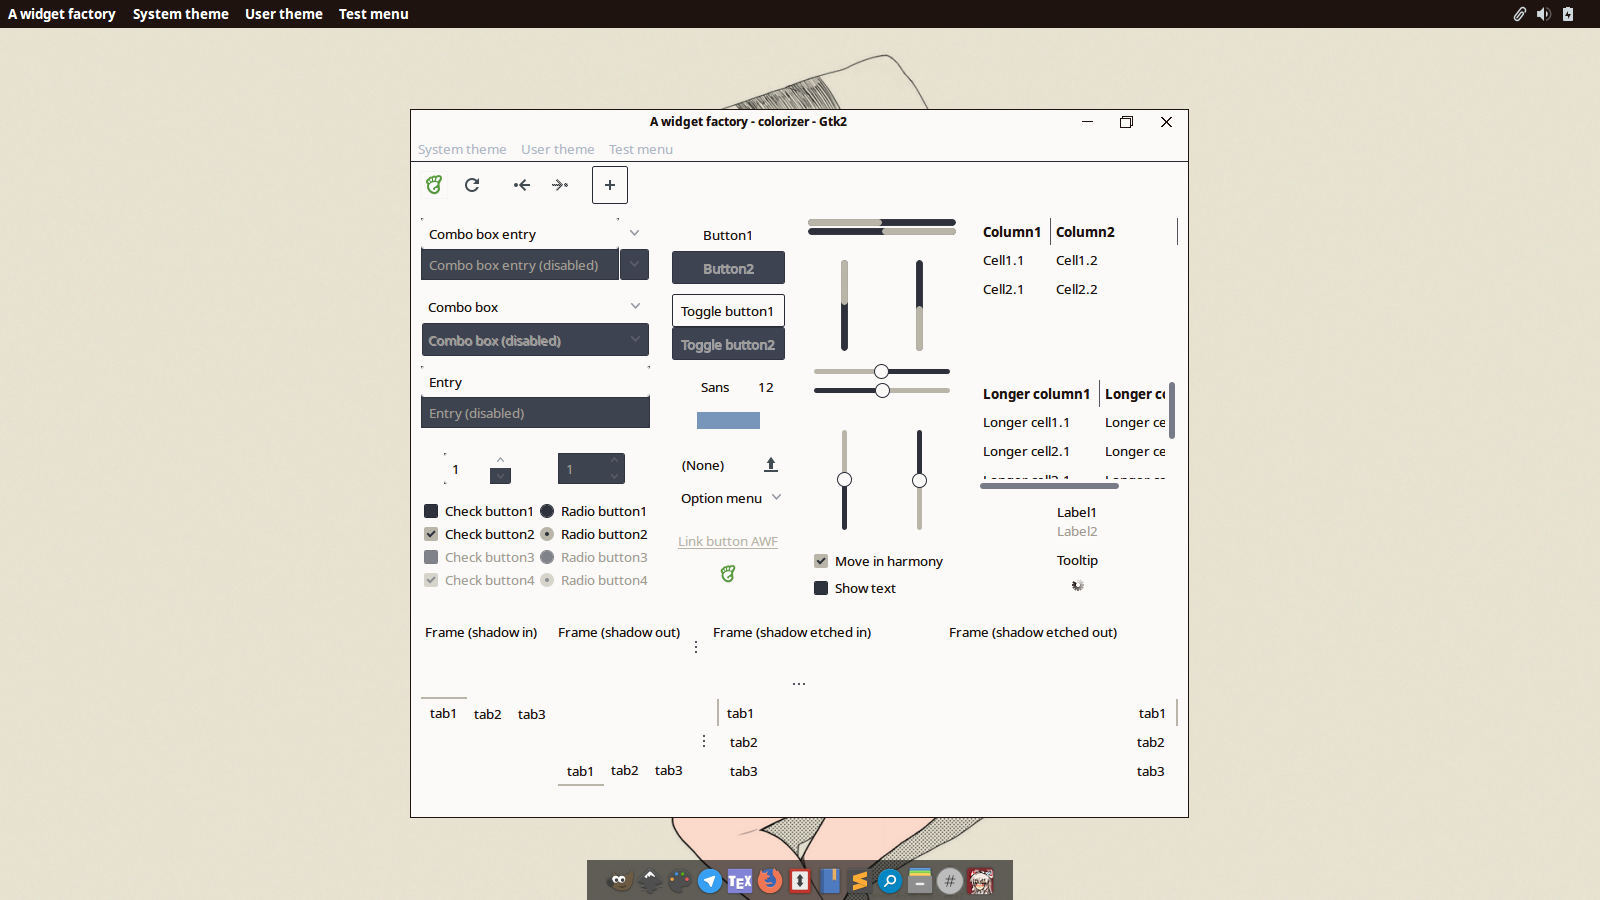 A widget factory System theme User theme Test menu
A widget factory - colorizer - Gtk2
System theme User theme Test menu
Combo box entry
Combo box entry (disabled)
Combo box
Combo box (disabled)
Entry
Entry (disabled)
1 1
Check button1 Radio button1
Check button2 Radio button2
Check button3 Radio button3
Check button4 Radio button4
Button1
Button2
Toggle button1
Toggle button2
Sans 12
(None)
Option menu
Link button AWF
Move in harmony
Show text
Column1 Column2
Cell1.1 Cell1.2
Cell2.1 Cell2.2
Longer column1 Longer
Longer cell1.1 Longer
Longer cell2.1 Longer
Label1
Label2
Tooltip
Frame (shadow in) Frame (shadow out) Frame (shadow etched in) Frame (shadow etched out)
tab1 tab2 tab3
tab1 tab2 tab3
tab1
tab2
tab3
tab1
tab2
tab3
TEX
#